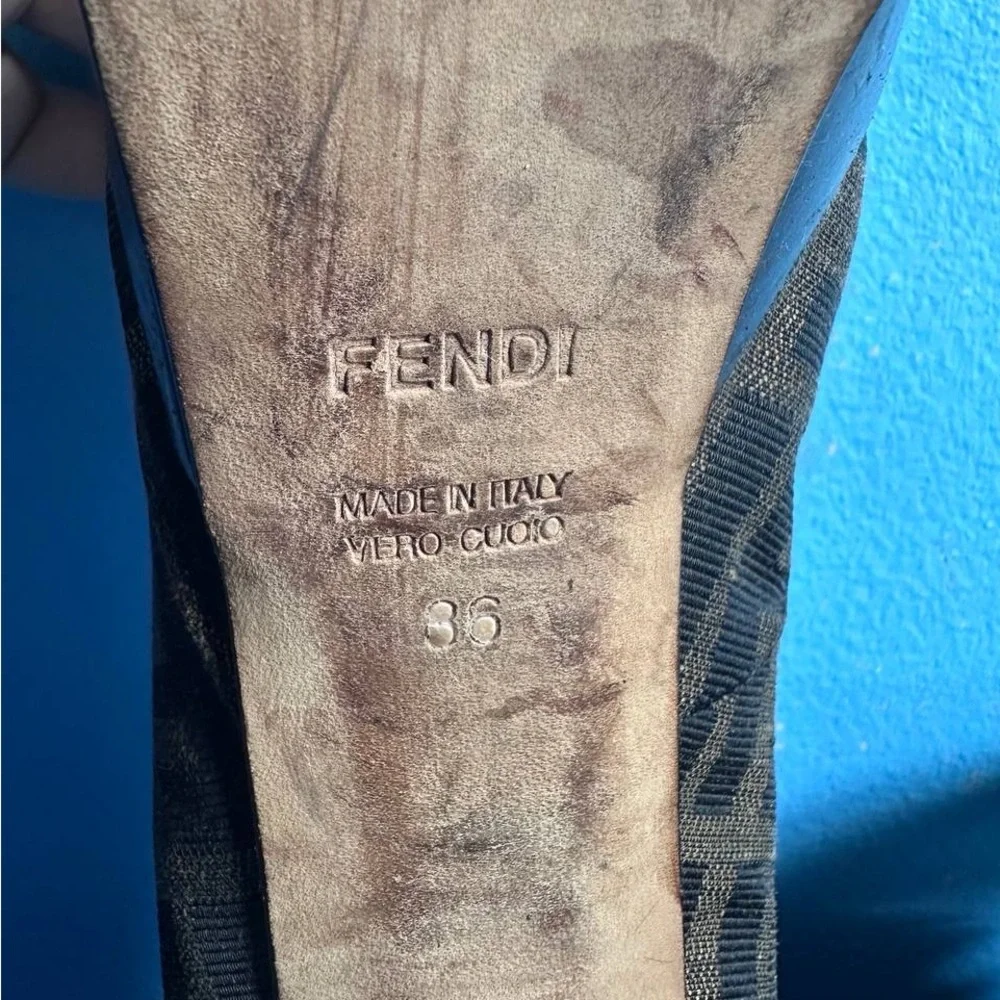 FENDI
MADE IN ITALY
VERO-CUOIO
36